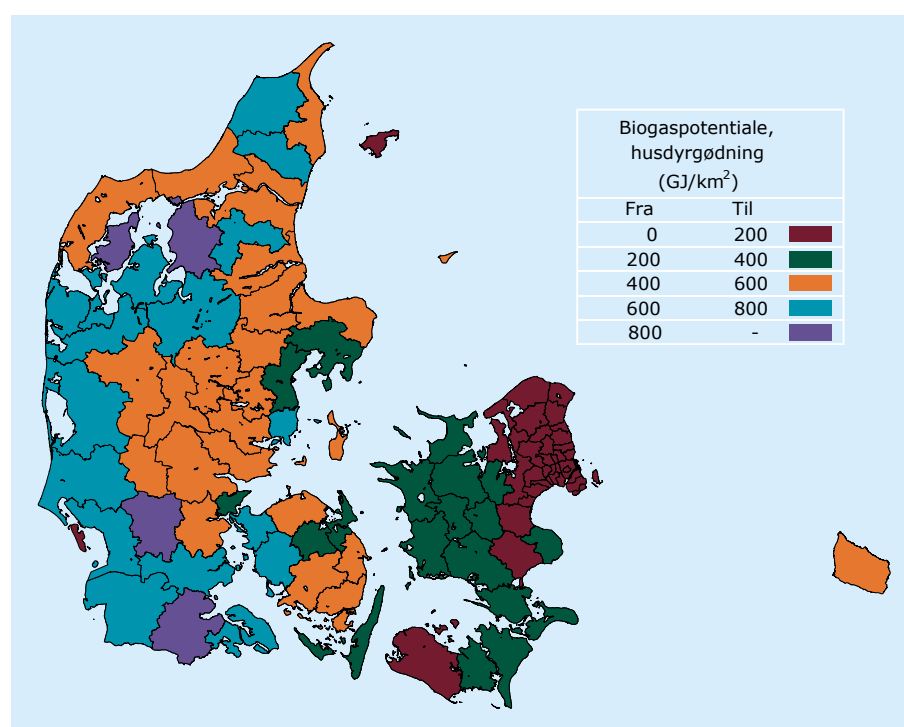 Biogaspotentiale,
husdyrgødning
(GJ/km²)
Fra Til
0 200
200 400
400 600
600 800
800 -